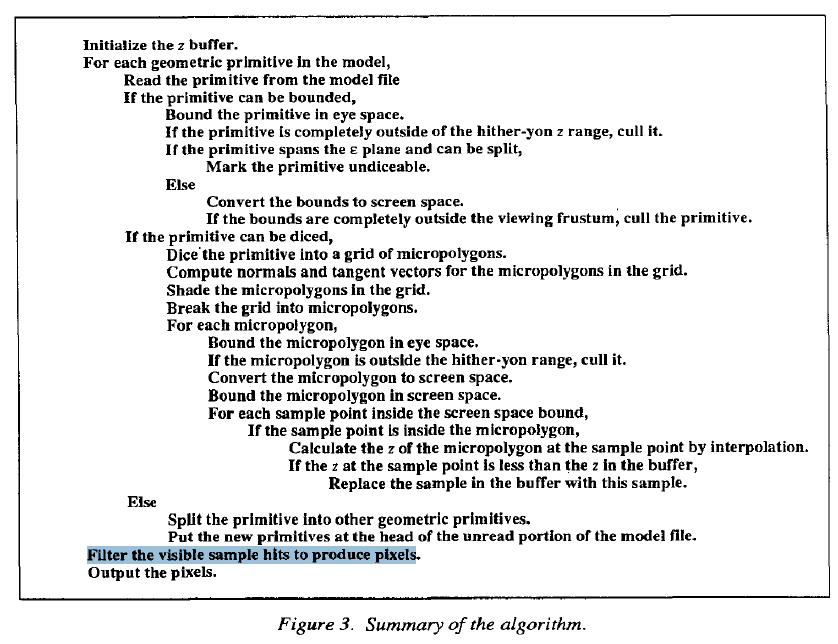 Initialize the z buffer.
For each geometric primitive in the model,
Read the primitive from the model file
If the primitive can be bounded,
Bound the primitive in eye space.
If the primitive is completely outside of the hither-yon z range, cull it.
If the primitive spans the ε plane and can be split,
Mark the primitive undiceable.
Else
Convert the bounds to screen space.
If the bounds are completely outside the viewing frustum, cull the primitive.
If the primitive can be diced,
Dice the primitive into a grid of micropolygons.
Compute normals and tangent vectors for the micropolygons in the grid.
Shade the micropolygons in the grid.
Break the grid into micropolygons.
For each micropolygon,
Bound the micropolygon in eye space.
If the micropolygon is outside the hither-yon range, cull it.
Convert the micropolygon to screen space.
Bound the micropolygon in screen space.
For each sample point inside the screen space bound,
If the sample point is inside the micropolygon,
Calculate the z of the micropolygon at the sample point by interpolation.
If the z at the sample point is less than the z in the buffer,
Replace the sample in the buffer with this sample.
Else
Split the primitive into other geometric primitives.
Put the new primitives at the head of the unread portion of the model file.
Filter the visible sample hits to produce pixels.
Output the pixels.
Figure 3. Summary of the algorithm.